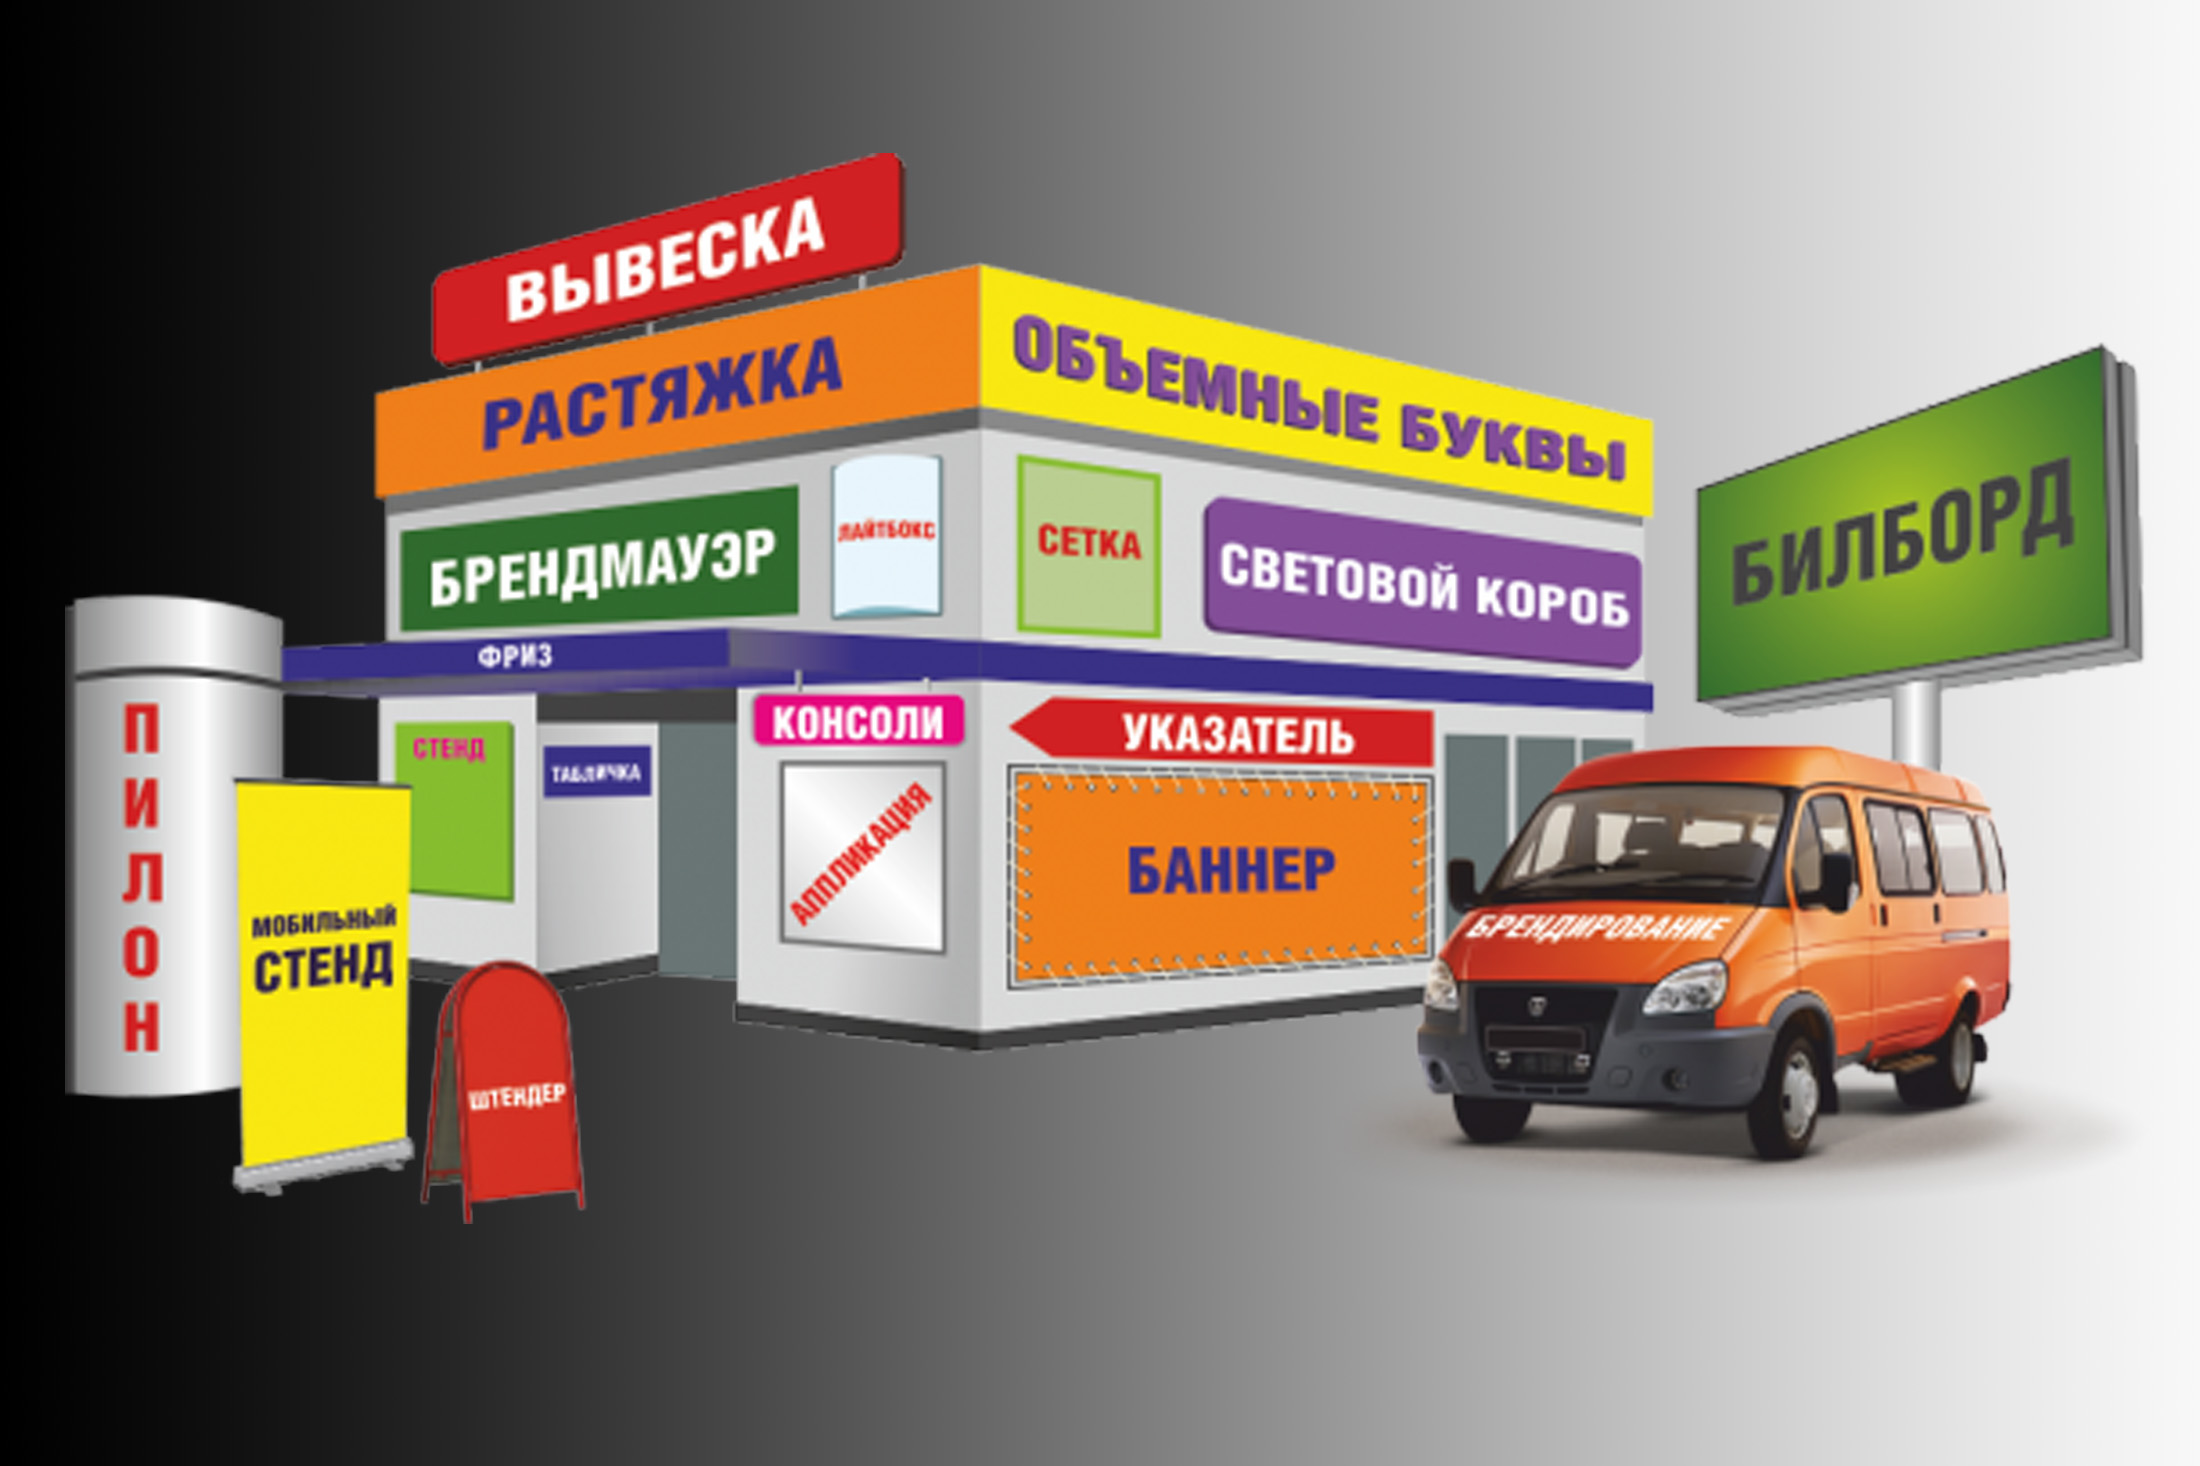 ВЫВЕСКА
РАСТЯЖКА
ОБЪЕМНЫЕ БУКВЫ
БРЕНДМАУЭР
ЛАЙТБОКС
СЕТКА
СВЕТОВОЙ КОРОБ
БИЛБОРД
ФРИЗ
ПИЛОН
СТЕНД
ТАБЛИЧКА
КОНСОЛИ
УКАЗАТЕЛЬ
АППЛИКАЦИЯ
БАННЕР
МОБИЛЬНЫЙ
СТЕНД
ШТЕНДЕР
БРЕНДИРОВАНИЕ